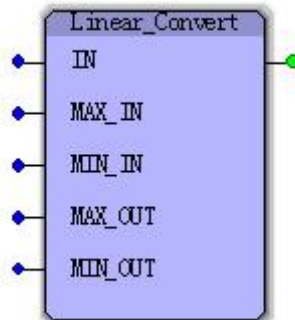 Linear_Convert
IN
MAX_IN
MIN_IN
MAX_OUT
MIN_OUT